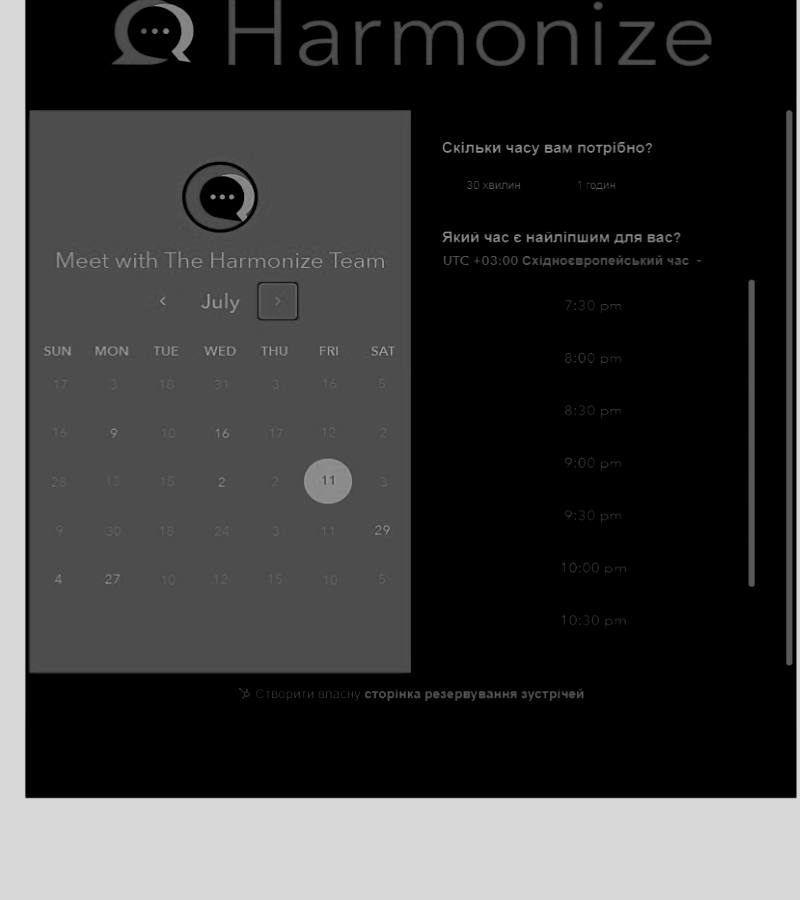 Harmonize
Meet with The Harmonize Team
July
SUN MON TUE WED THU FRI SAT
17 3 18 31 3 16 5
16 9 10 16 17 12 2
28 13 15 2 2 11 3
9 30 18 24 3 11 29
4 27 10 12 15 10 5
Скільки часу вам потрібно?
30 хвилин 1 годин
Який час є найліпшим для вас?
UTC +03:00 Східноєвропейський час
7:30 pm
8:00 pm
8:30 pm
9:00 pm
9:30 pm
10:00 pm
10:30 pm
Створити власну сторінка резервування зустрічей